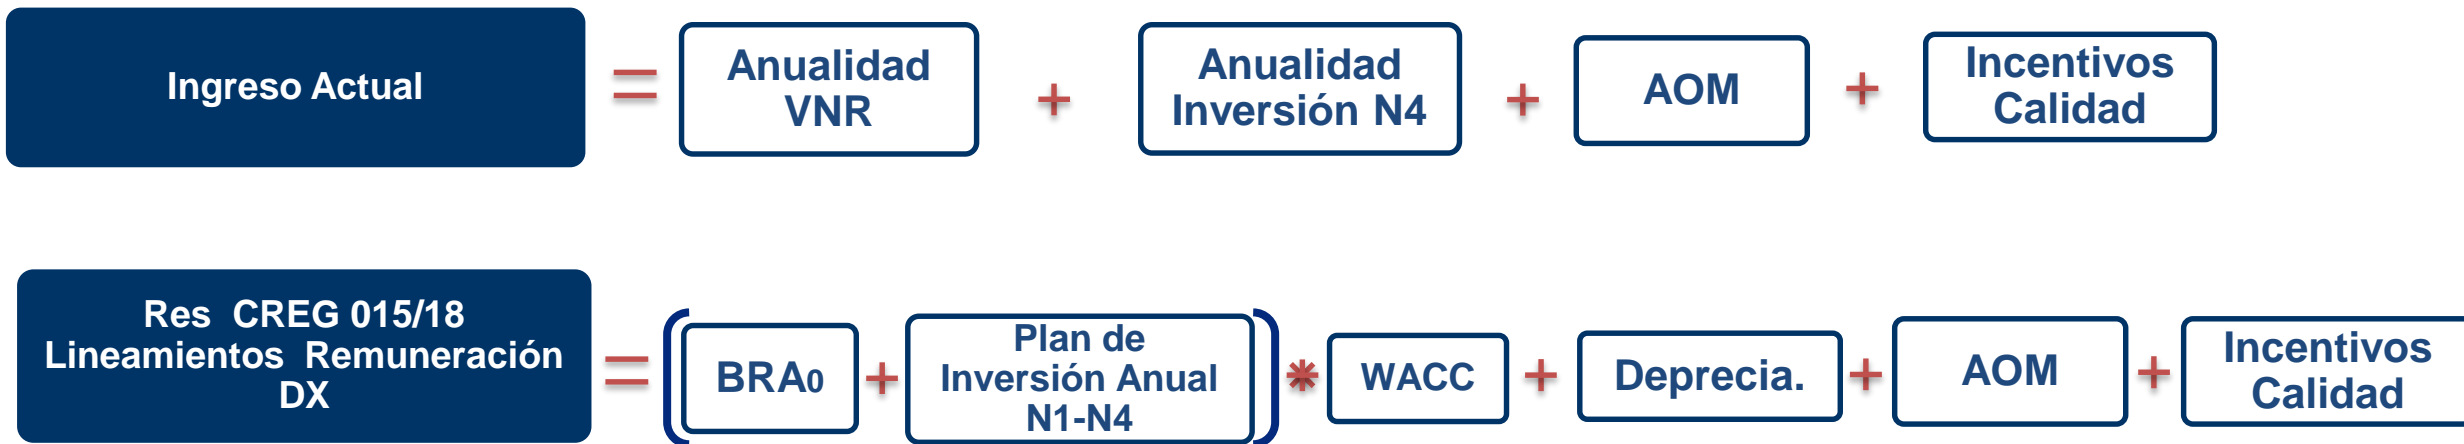 Ingreso Actual = Anualidad VNR + Anualidad Inversión N4 + AOM + Incentivos Calidad
Res CREG 015/18
Lineamientos Remuneración
DX
=
(
BRA0
+
Plan de
Inversión Anual
N1-N4
)
*
WACC
+
Deprecia.
+
AOM
+
Incentivos
Calidad